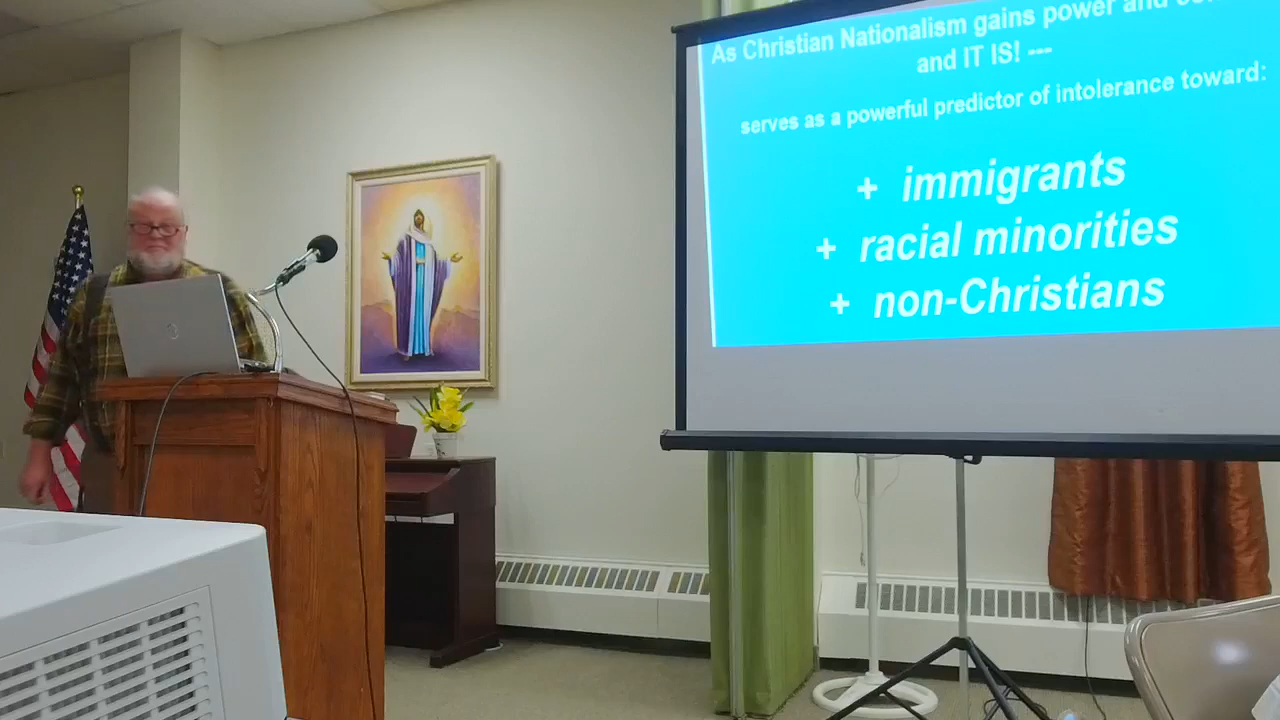 As Christian Nationalism gains power and
and IT IS! ---
serves as a powerful predictor of intolerance toward:
+ immigrants
+ racial minorities
+ non-Christians